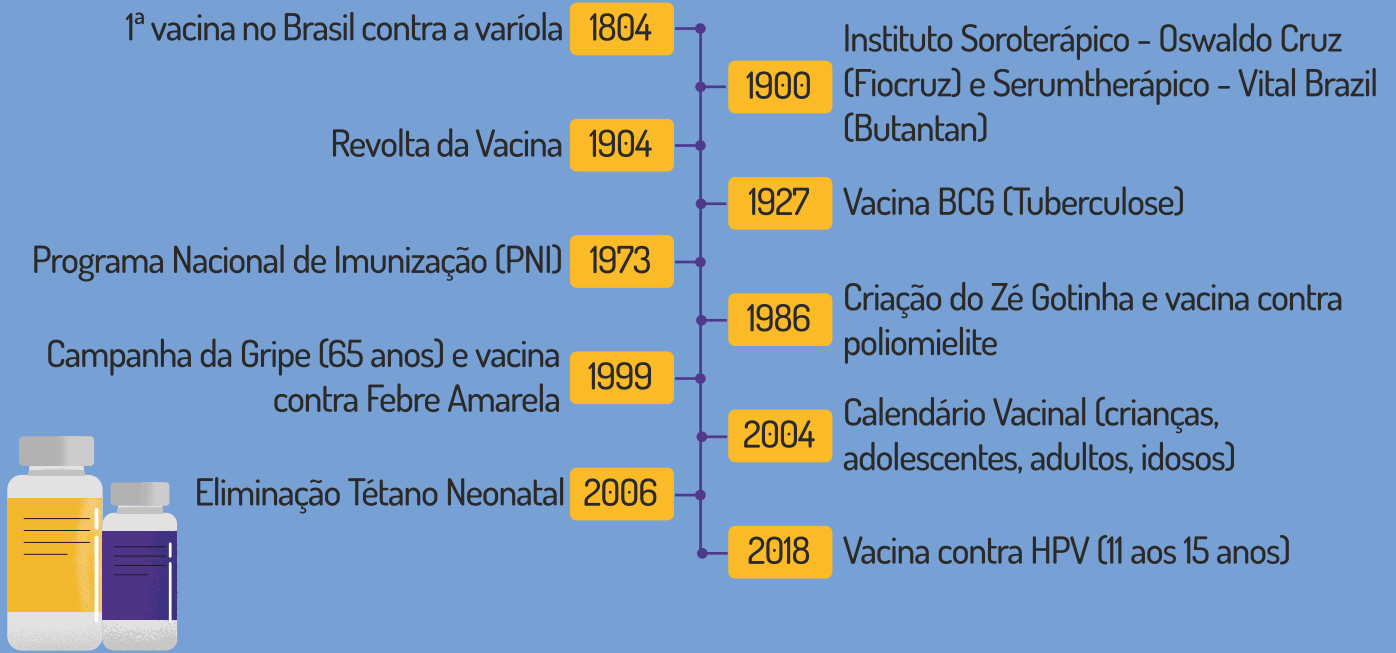 1ª vacina no Brasil contra a varíola
1804
1900
Instituto Soroterápico - Oswaldo Cruz
(Fiocruz) e Serumtherápico - Vital Brazil
(Butantan)
Revolta da Vacina
1904
1927
Vacina BCG (Tuberculose)
Programa Nacional de Imunização (PNI)
1973
1986
Criação do Zé Gotinha e vacina contra
poliomielite
Campanha da Gripe (65 anos) e vacina
contra Febre Amarela
1999
2004
Calendário Vacinal (crianças,
adolescentes, adultos, idosos)
Eliminação Tétano Neonatal
2006
2018
Vacina contra HPV (11 aos 15 anos)